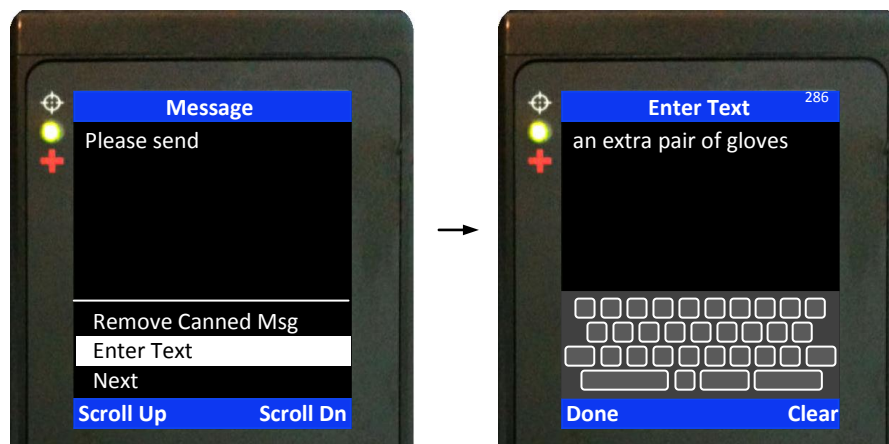 Message
Please send
Remove Canned Msg
Enter Text
Next
Scroll Up Scroll Dn
Enter Text 286
an extra pair of gloves
Done Clear